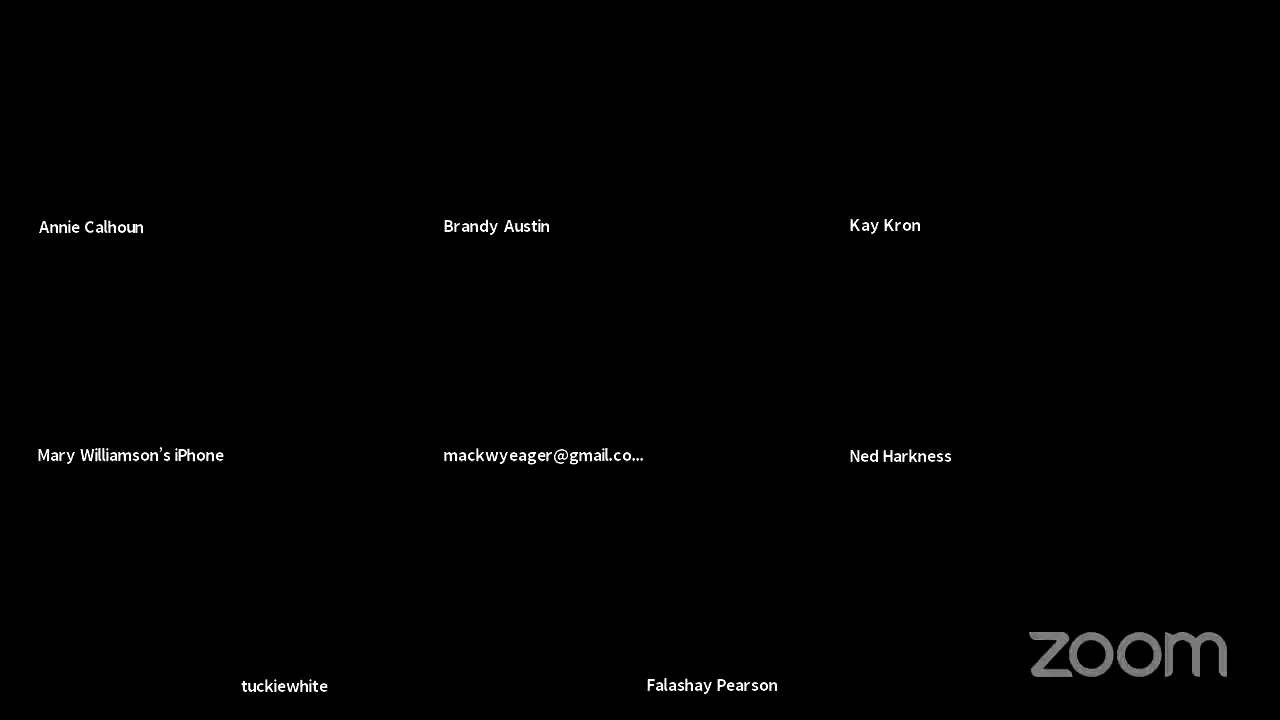 Annie Calhoun
Brandy Austin
Kay Kron
Mary Williamson's iPhone
mackwyeager@gmail.co...
Ned Harkness
tuckiewhite
Falashay Pearson
zoom